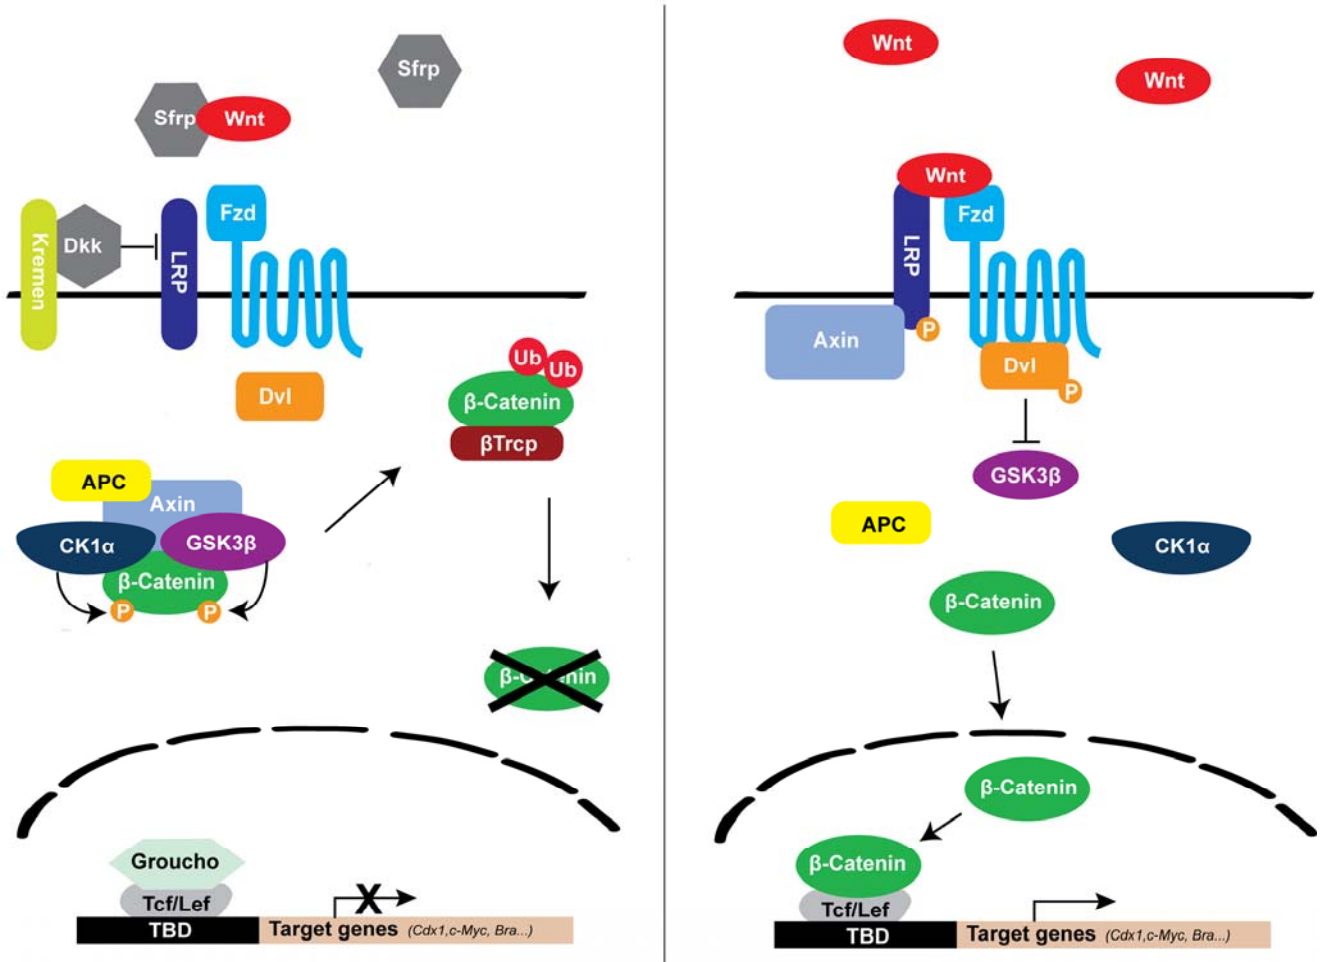 Sfrp
Sfrp
Wnt
Kremen
Dkk
LRP
Fzd
Dvl
Ub
Ub
β-Catenin
βTrcp
APC
Axin
CK1α
GSK3β
β-Catenin
P
P
β-Catenin
Groucho
Tcf/Lef
X
TBD
Target genes (Cdx1,c-Myc, Bra...)
Wnt
Wnt
Wnt
LRP
Fzd
Axin
P
Dvl
P
GSK3β
APC
CK1α
β-Catenin
β-Catenin
β-Catenin
Tcf/Lef
TBD
Target genes (Cdx1,c-Myc, Bra...)